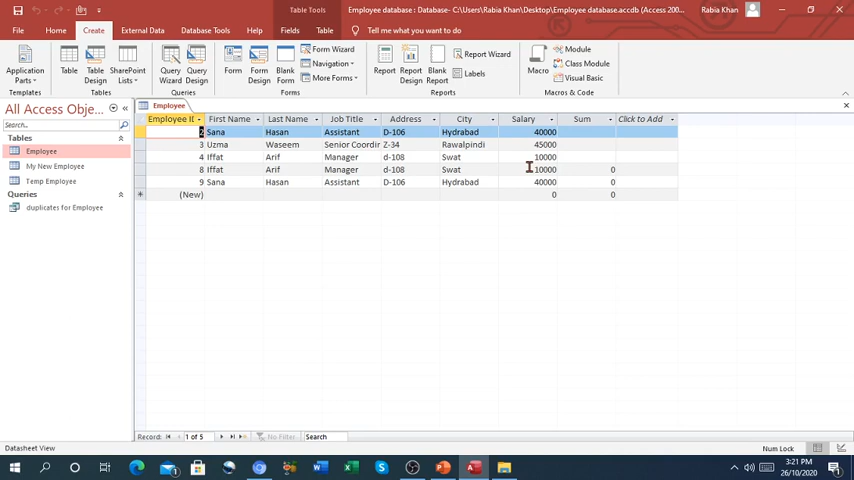 Table Tools
Employee database : Database- C:\Users\Rabia Khan\Desktop\Employee database.accdb (Access 200...
Rabia Khan
File Home Create External Data Database Tools Fields Table Tell me what you want to do
Application Parts
Table
Table Design
SharePoint Lists
Query Wizard
Query Design
Form
Form Design
Blank Form
Form Wizard
Navigation
More Forms
Report
Report Design
Blank Report
Report Wizard
Labels
Macro
Module
Class Module
Visual Basic
Templates Tables Queries Forms Reports Macros & Code
All Access Obje...
Search...
Tables
Employee
My New Employee
Temp Employee
Queries
duplicates for Employee
Employee
Employee ID First Name Last Name Job Title Address City Salary Sum Click to Add
2 Sana Hasan Assistant D-106 Hydrabad 40000
3 Uzma Waseem Senior Coordir Z-34 Rawalpindi 45000
4 Iffat Arif Manager d-108 Swat 10000
8 Iffat Arif Manager d-108 Swat 10000 0
9 Sana Hasan Assistant D-106 Hydrabad 40000 0
(New) 0 0
Record: 1 of 5 No Filter Search
Datasheet View
Num Lock
3:21 PM
26/10/2020